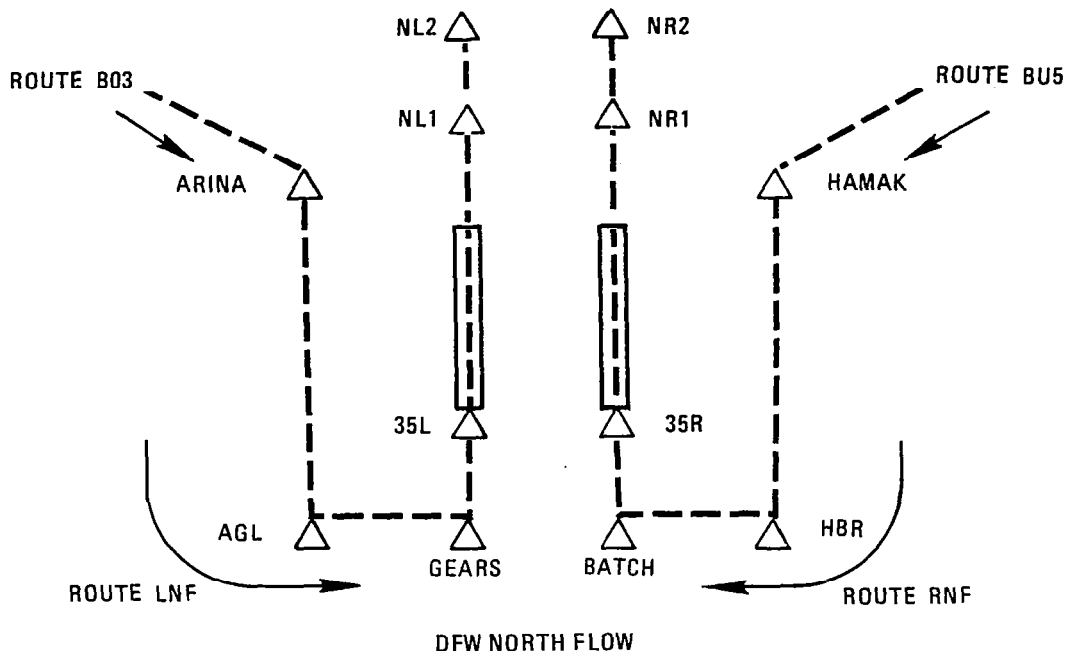 NL2
NR2
ROUTE B03
ROUTE BU5
NL1
NR1
ARINA
HAMAK
35L
35R
AGL
HBR
GEARS
BATCH
ROUTE LNF
ROUTE RNF
DFW NORTH FLOW